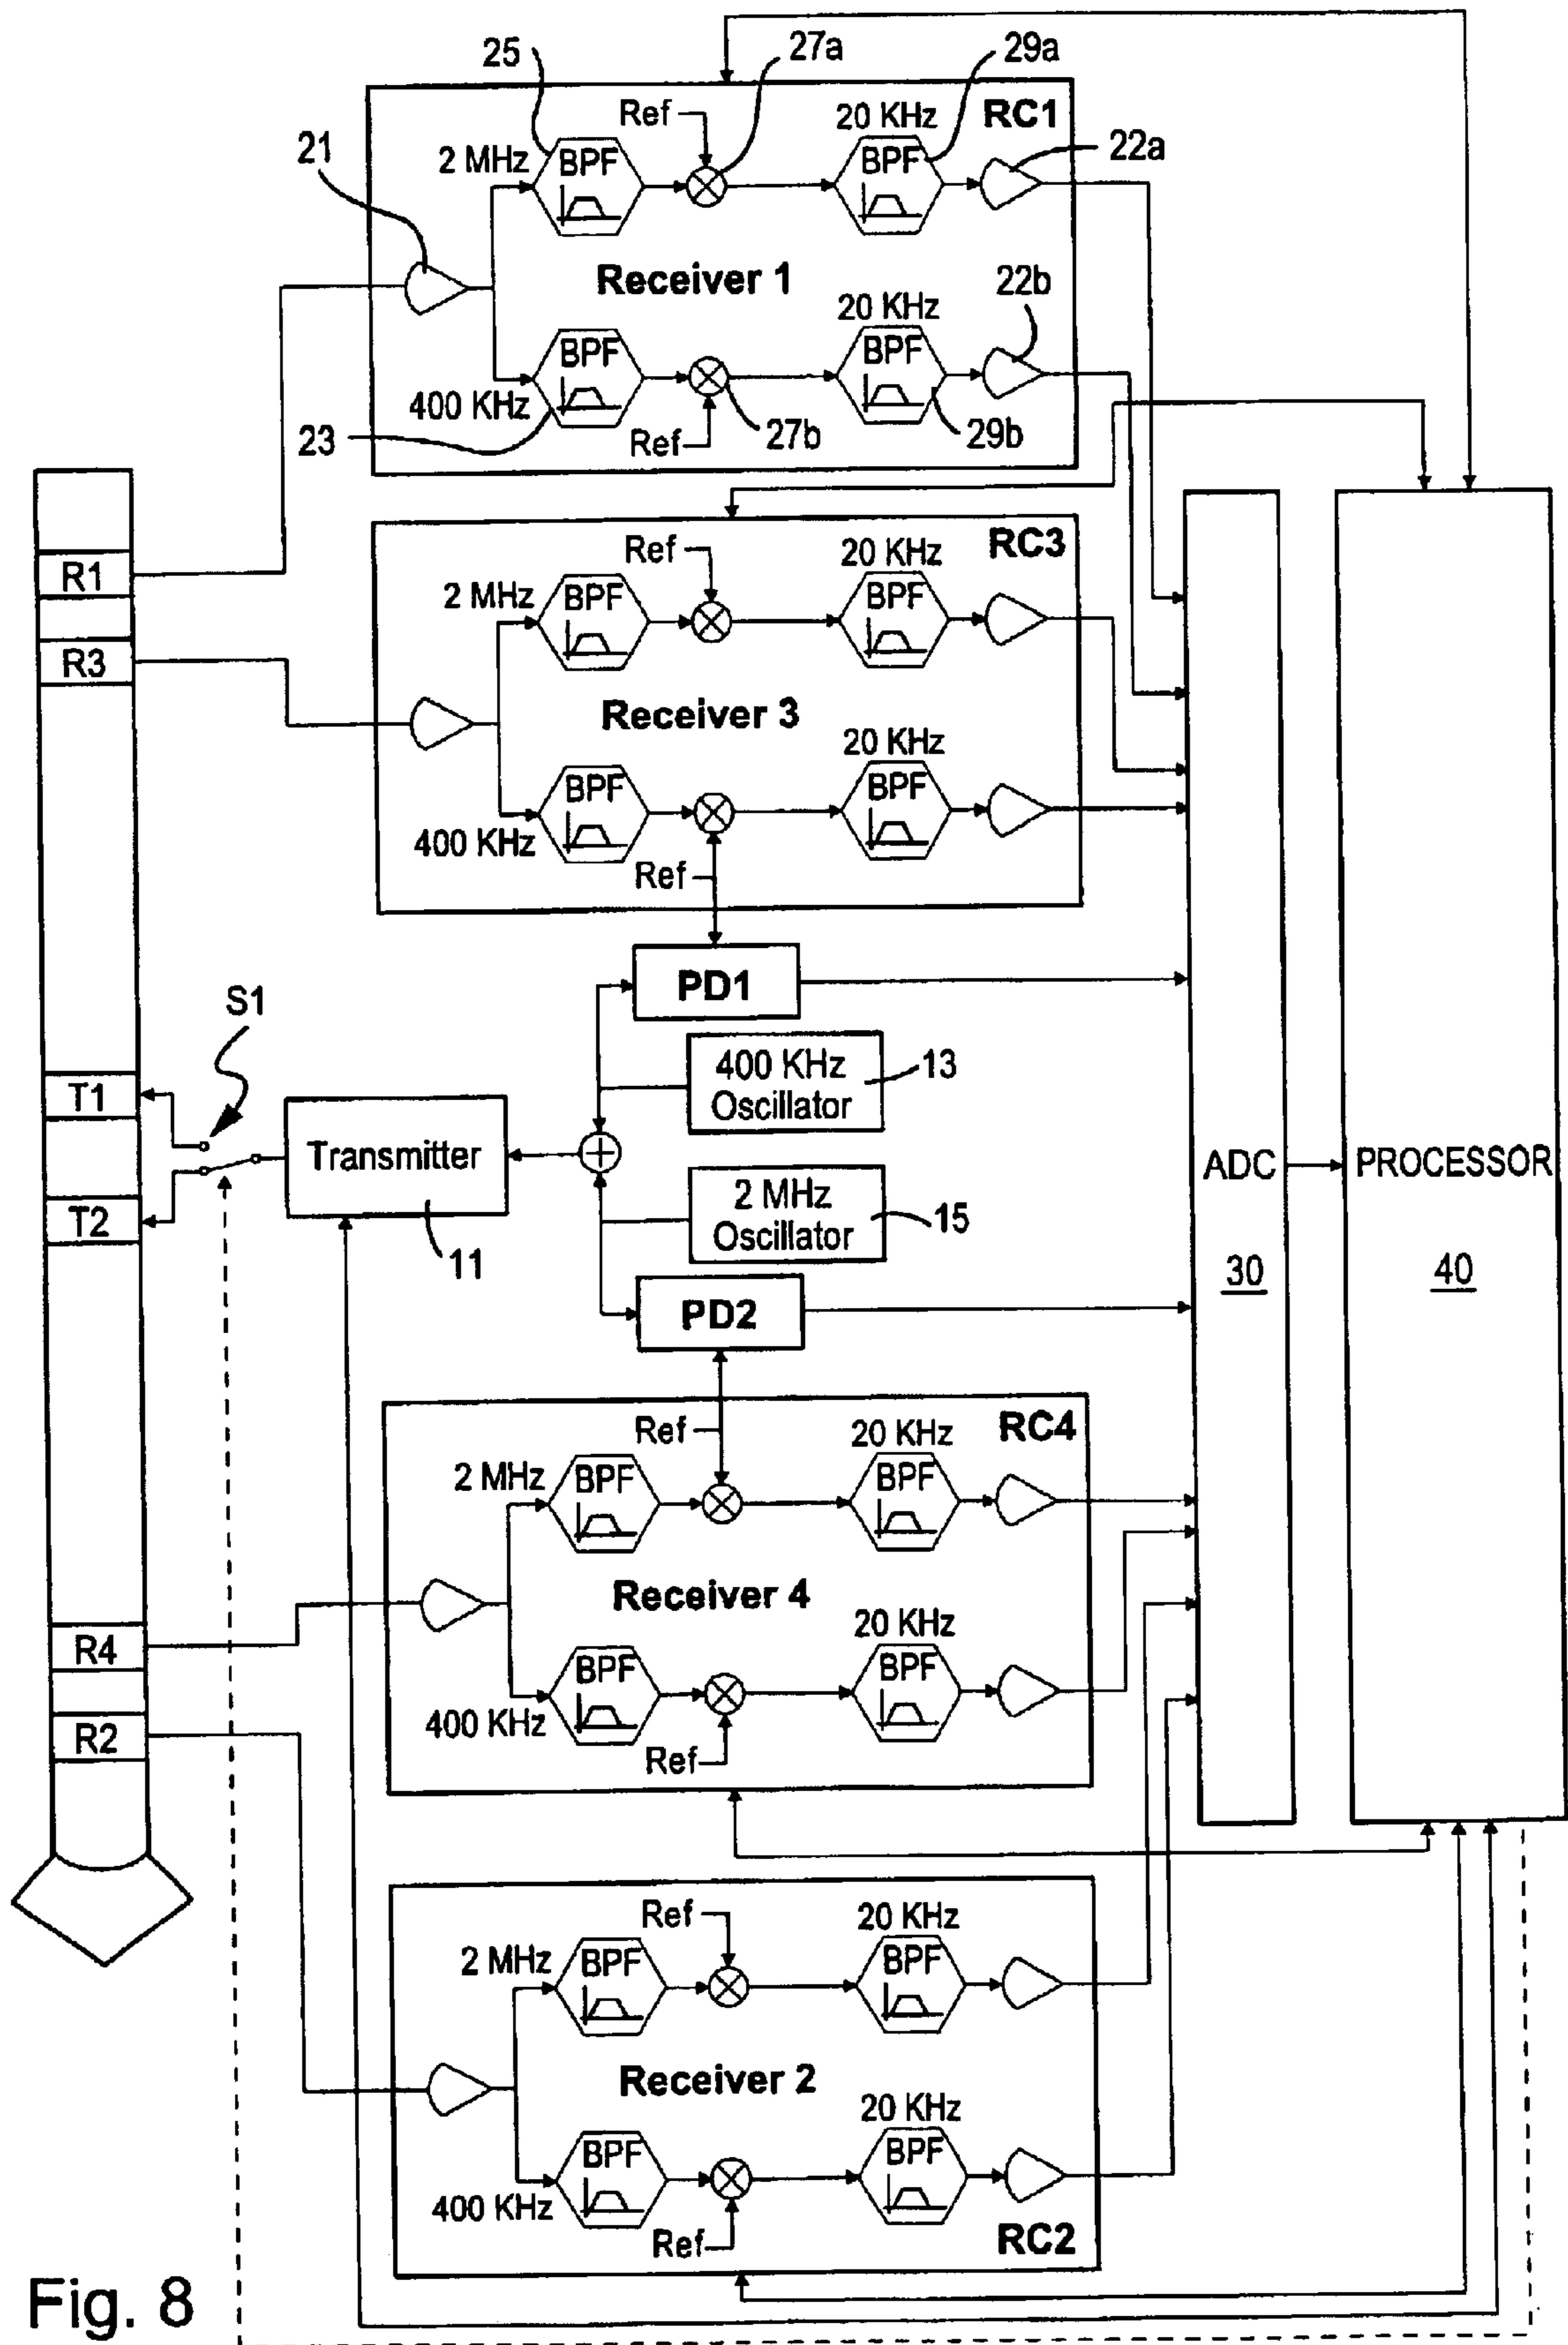 25
27a
29a
Ref
20 KHz
RC1
21
2 MHz
BPF
BPF
22a
Receiver 1
22b
20 KHz
BPF
BPF
400 KHz
23
Ref
27b
29b
R1
R3
Ref
20 KHz
RC3
2 MHz
BPF
BPF
Receiver 3
20 KHz
BPF
BPF
400 KHz
Ref
PD1
S1
400 KHz
Oscillator
13
T1
Transmitter
11
T2
2 MHz
Oscillator
15
PD2
ADC
30
PROCESSOR
40
Ref
20 KHz
RC4
2 MHz
BPF
BPF
Receiver 4
20 KHz
R4
BPF
BPF
400 KHz
Ref
R2
Ref
20 KHz
2 MHz
BPF
BPF
Receiver 2
20 KHz
BPF
BPF
400 KHz
Ref
RC2
Fig. 8